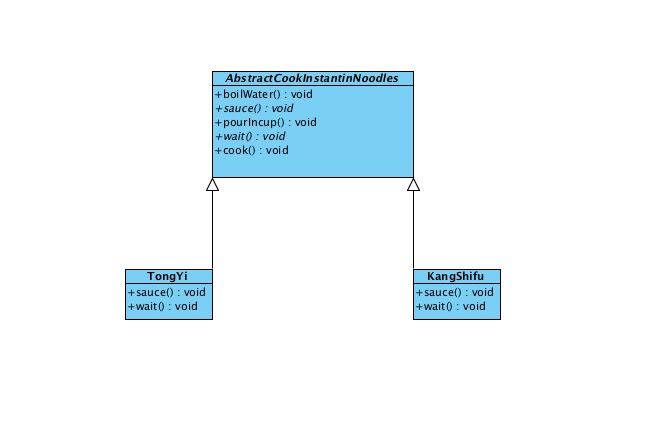 AbstractCookInstantinNoodles
+boilWater() : void
+sauce() : void
+pourIncup() : void
+wait() : void
+cook() : void
TongYi
+sauce() : void
+wait() : void
KangShifu
+sauce() : void
+wait() : void